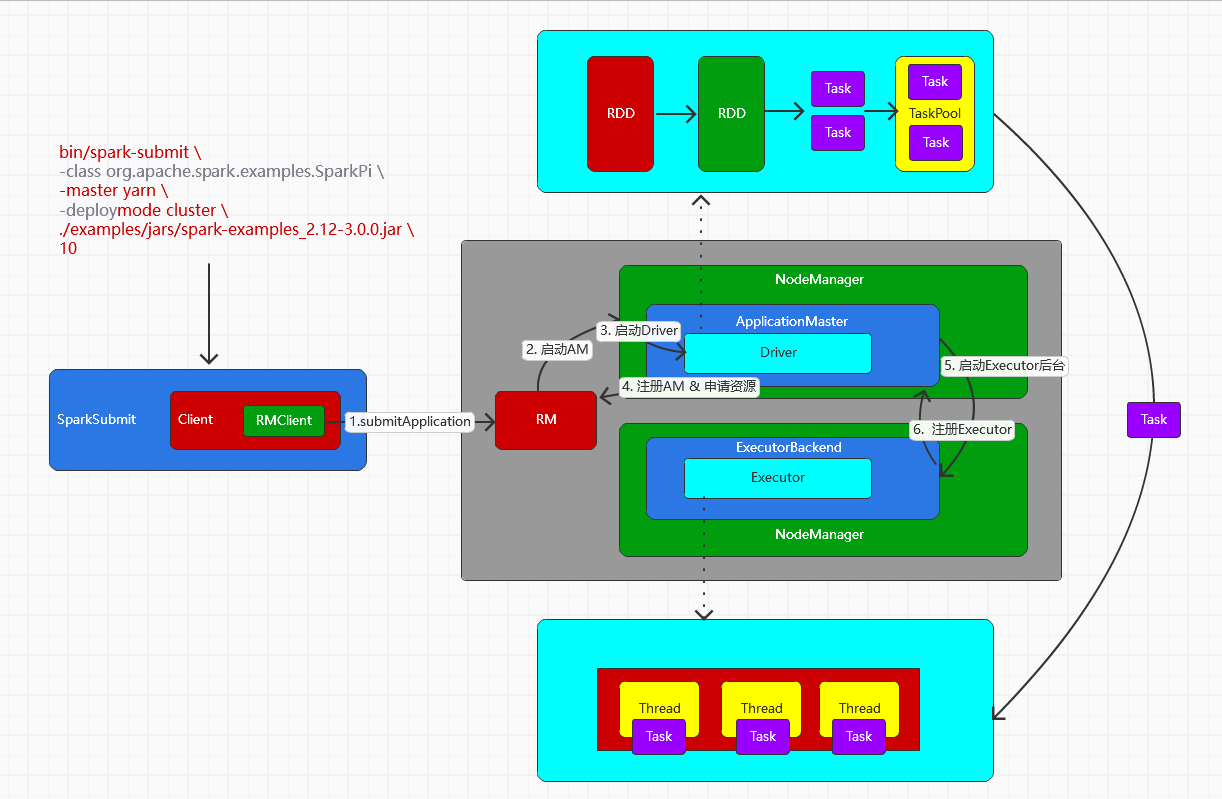 RDD
RDD
Task
Task
Task
TaskPool
Task
bin/spark-submit \
-class org.apache.spark.examples.SparkPi \
-master yarn \
-deploymode cluster \
./examples/jars/spark-examples_2.12-3.0.0.jar \
10
NodeManager
ApplicationMaster
3. 启动Driver
Driver
2. 启动AM
5. 启动Executor后台
4. 注册AM & 申请资源
SparkSubmit
Client
RMClient
1.submitApplication
RM
Task
6. 注册Executor
ExecutorBackend
Executor
NodeManager
Thread
Thread
Thread
Task
Task
Task